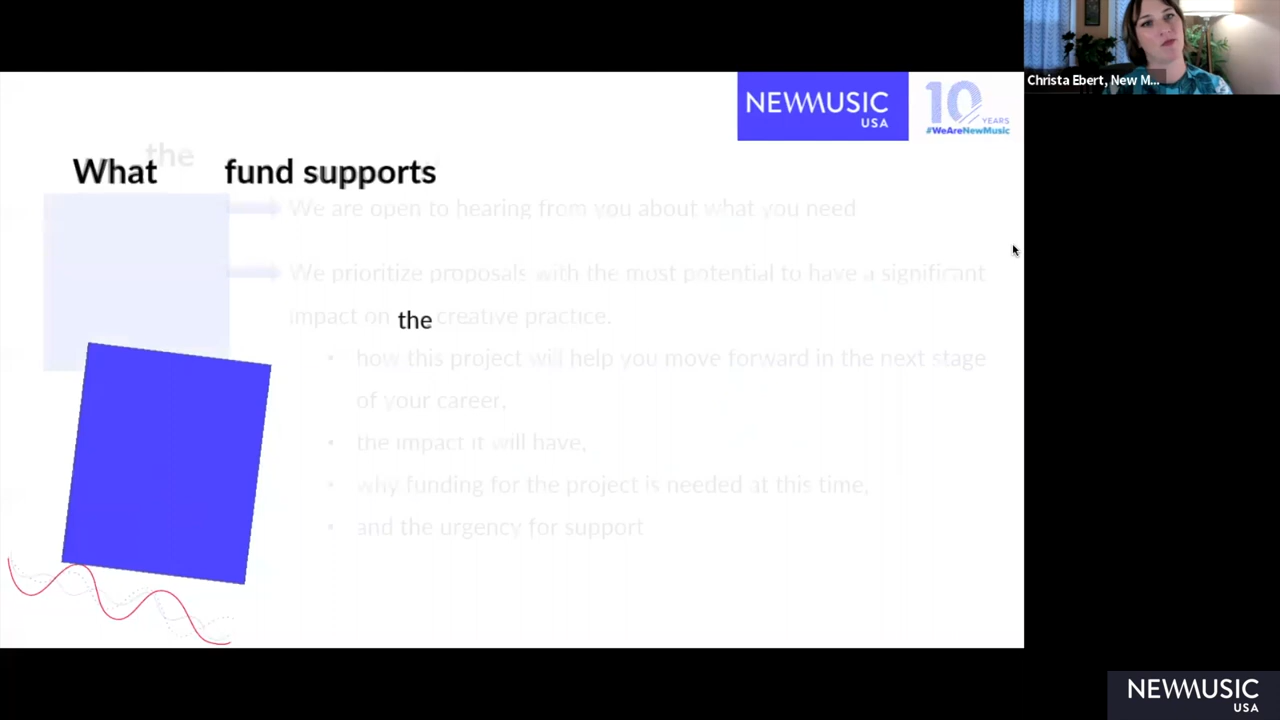 NEWMUSIC
USA
10
YEARS
#WeAreNewMusic
Christa Ebert, New M...
the
What fund supports
We are open to hearing from you about what you need
We prioritize proposals with the most potential to have a significant
impact on the creative practice.
• how this project will help you move forward in the next stage
of your career,
• the impact it will have,
• why funding for the project is needed at this time,
• and the urgency for support
NEWMUSIC
USA